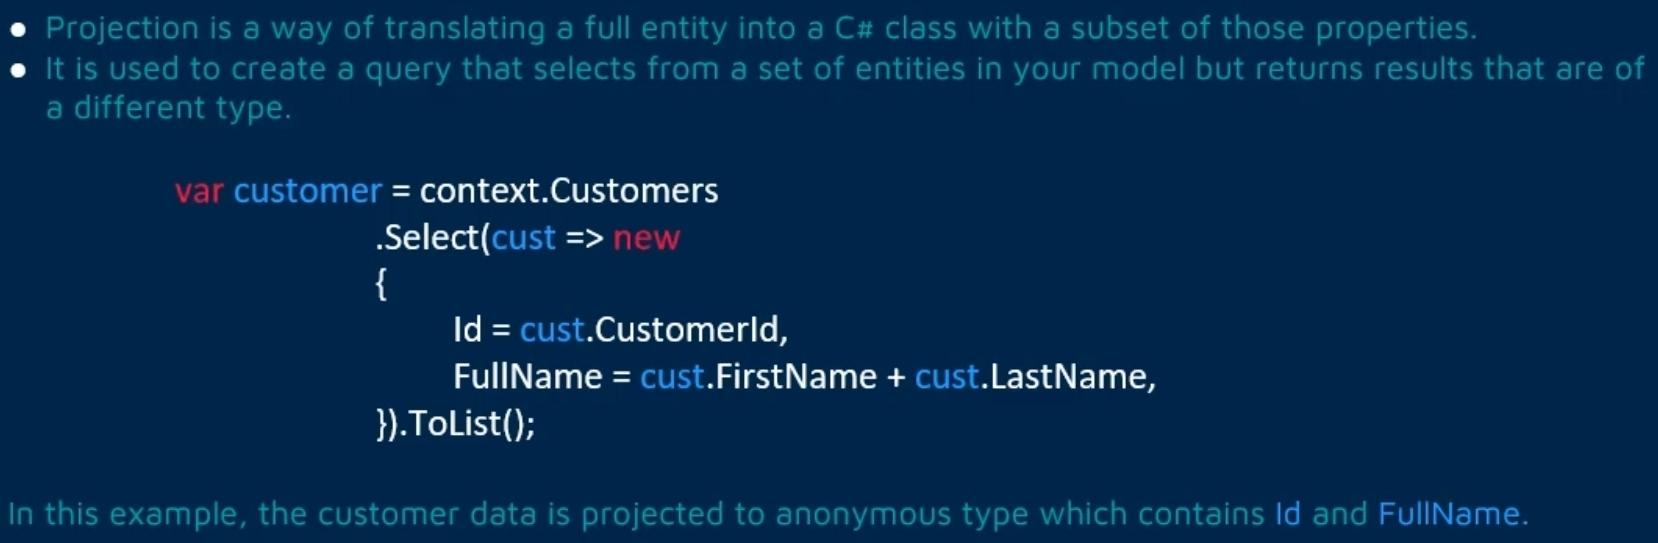 • Projection is a way of translating a full entity into a C# class with a subset of those properties.
• It is used to create a query that selects from a set of entities in your model but returns results that are of
a different type.
var customer = context.Customers
.Select(cust => new
{
Id = cust.CustomerId,
FullName = cust.FirstName + cust.LastName,
}).ToList();
In this example, the customer data is projected to anonymous type which contains Id and FullName.